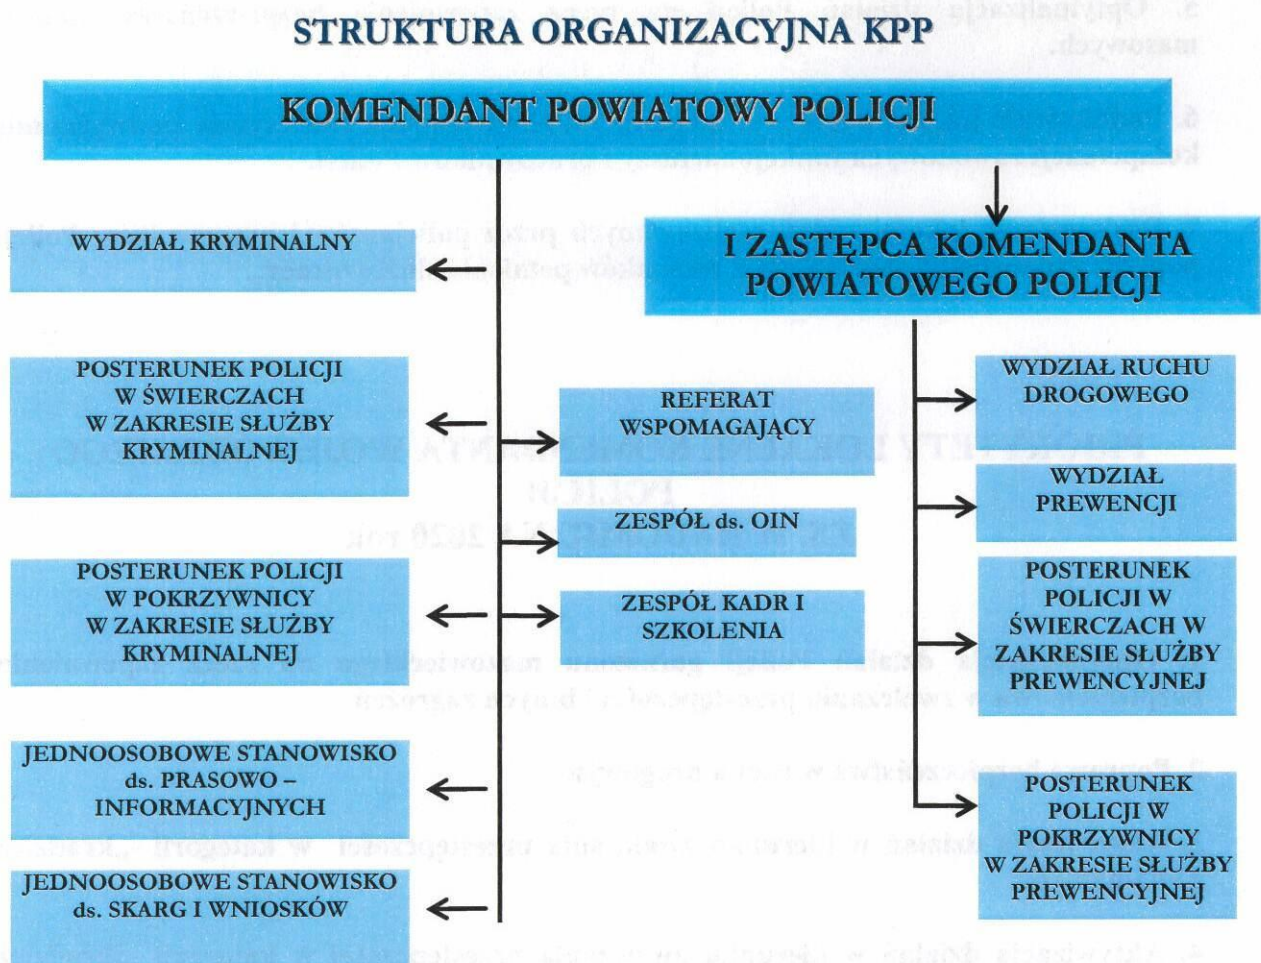 STRUKTURA ORGANIZACYJNA KPP
KOMENDANT POWIATOWY POLICJI
WYDZIAŁ KRYMINALNY
I ZASTĘPCA KOMENDANTA
POWIATOWEGO POLICJI
POSTERUNEK POLICJI
W ŚWIERCZACH
W ZAKRESIE SŁUŻBY
KRYMINALNEJ
REFERAT
WSPOMAGAJĄCY
WYDZIAŁ RUCHU
DROGOWEGO
WYDZIAŁ
PREWENCJI
ZESPÓŁ ds. OIN
POSTERUNEK POLICJI
W POKRZYWNICY
W ZAKRESIE SŁUŻBY
KRYMINALNEJ
ZESPÓŁ KADR I
SZKOLENIA
POSTERUNEK
POLICJI W
ŚWIERCZACH W
ZAKRESIE SŁUŻBY
PREWENCYJNEJ
JEDNOOSOBOWE STANOWISKO
ds. PRASOWO –
INFORMACYJNYCH
POSTERUNEK
POLICJI W
POKRZYWNICY
W ZAKRESIE SŁUŻBY
PREWENCYJNEJ
JEDNOOSOBOWE STANOWISKO
ds. SKARG I WNIOSKÓW